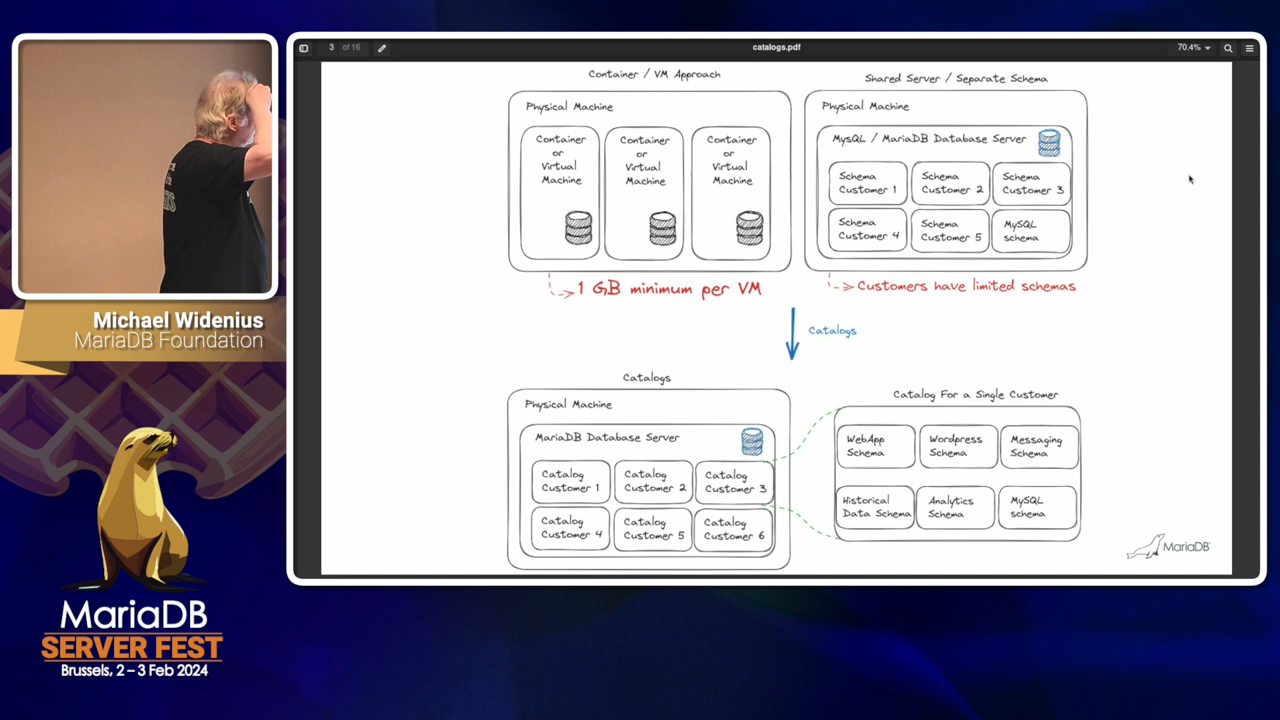 3 of 16
catalogs.pdf
70.4%
Container / VM Approach
Physical Machine
Container
or
Virtual
Machine
Container
or
Virtual
Machine
Container
or
Virtual
Machine
1 GB minimum per VM
Shared Server / Separate Schema
Physical Machine
MySQL / MariaDB Database Server
Schema
Customer 1
Schema
Customer 2
Schema
Customer 3
Schema
Customer 4
Schema
Customer 5
MySQL
schema
Customers have limited schemas
Catalogs
Catalogs
Physical Machine
MariaDB Database Server
Catalog
Customer 1
Catalog
Customer 2
Catalog
Customer 3
Catalog
Customer 4
Catalog
Customer 5
Catalog
Customer 6
Catalog For a Single Customer
WebApp
Schema
Wordpress
Schema
Messaging
Schema
Historical
Data Schema
Analytics
Schema
MySQL
schema
MariaDB
Michael Widenius
MariaDB Foundation
MariaDB
SERVER FEST
Brussels, 2 – 3 Feb 2024